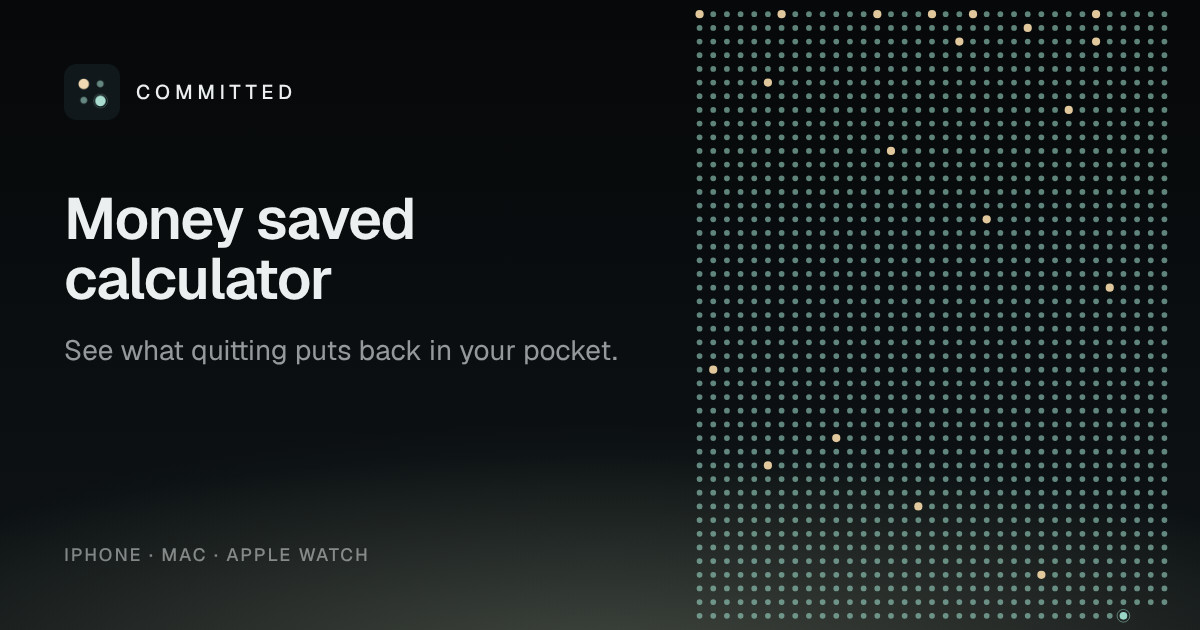 COMMITTED
Money saved
calculator
See what quitting puts back in your pocket.
IPHONE · MAC · APPLE WATCH